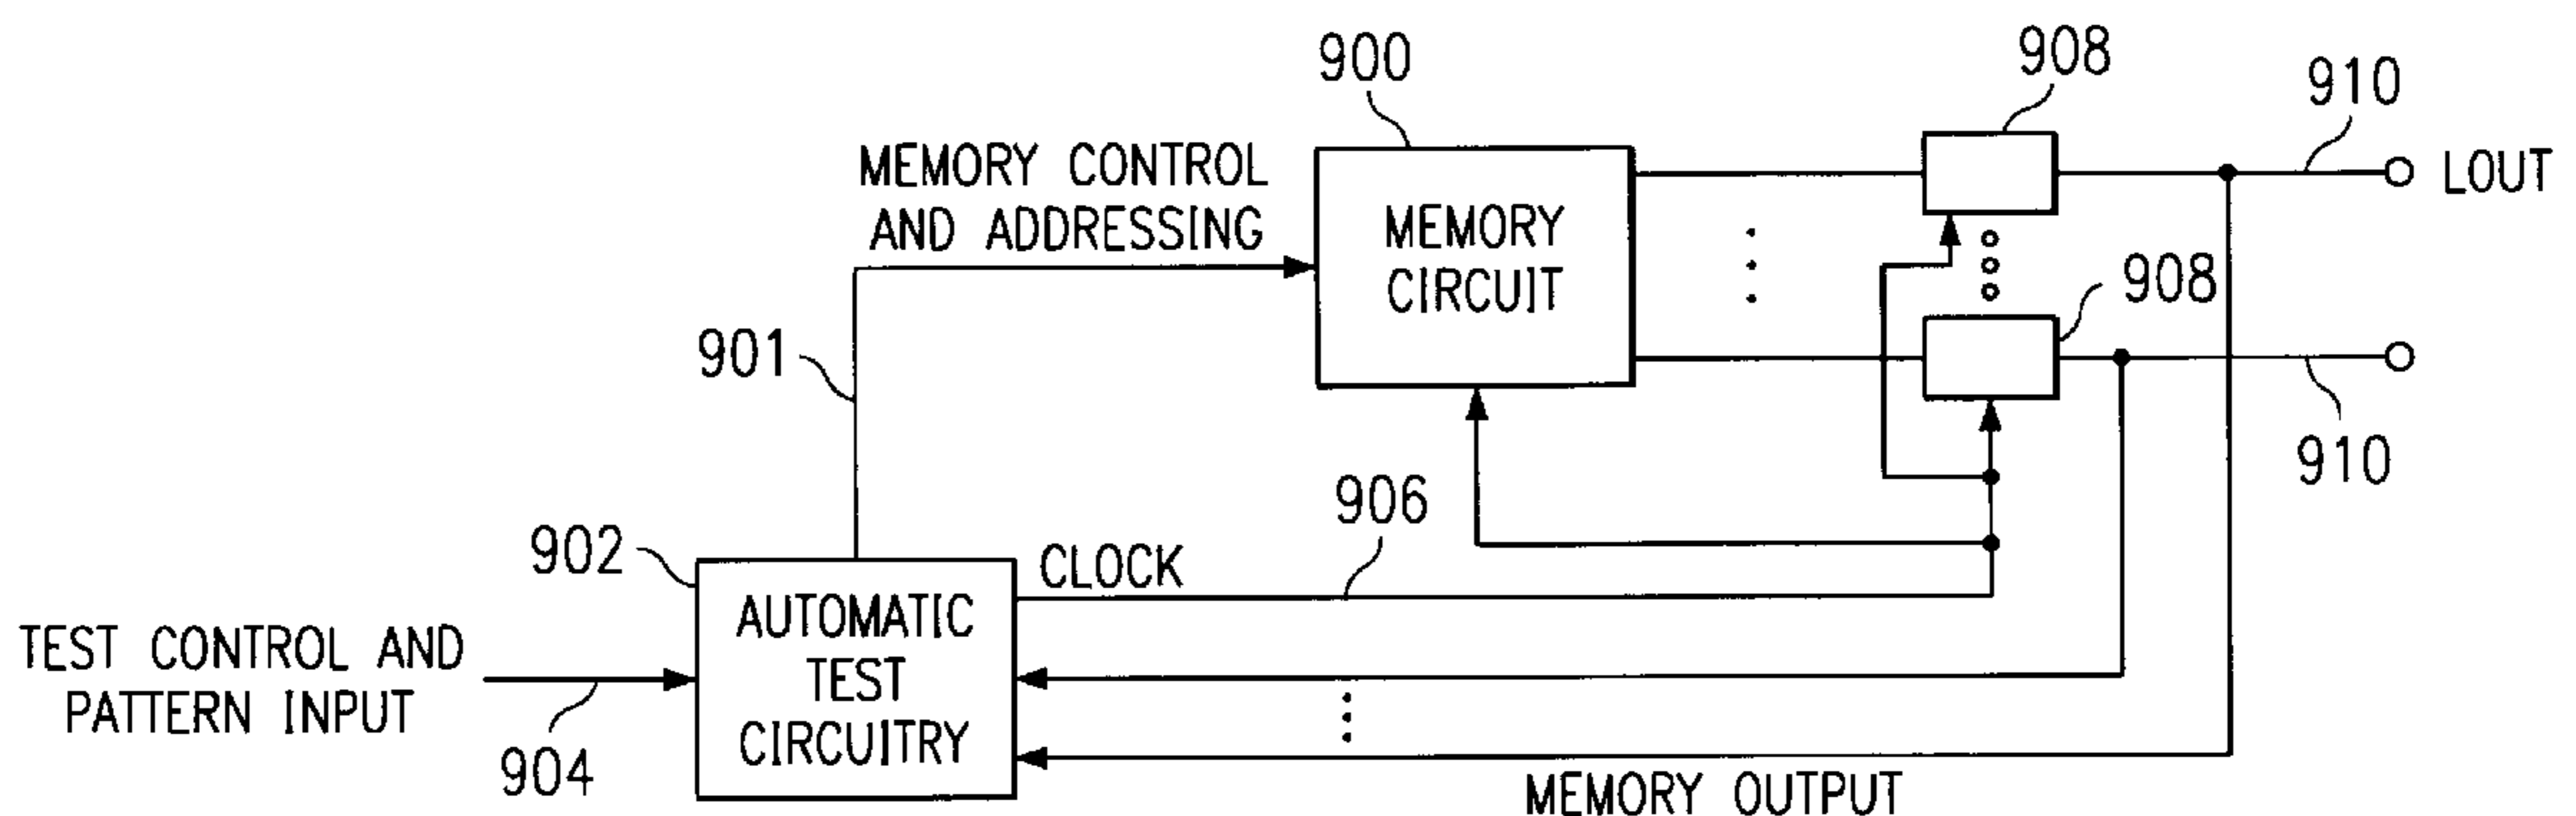 900
908
910
MEMORY CONTROL
AND ADDRESSING
MEMORY
CIRCUIT
LOUT
908
901
910
906
902
CLOCK
AUTOMATIC
TEST
CIRCUITRY
TEST CONTROL AND
PATTERN INPUT
904
MEMORY OUTPUT